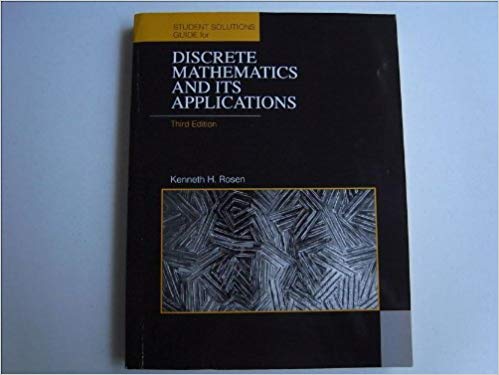 STUDENT SOLUTIONS
GUIDE for
DISCRETE
MATHEMATICS
AND ITS
APPLICATIONS
Third Edition
Kenneth H. Rosen